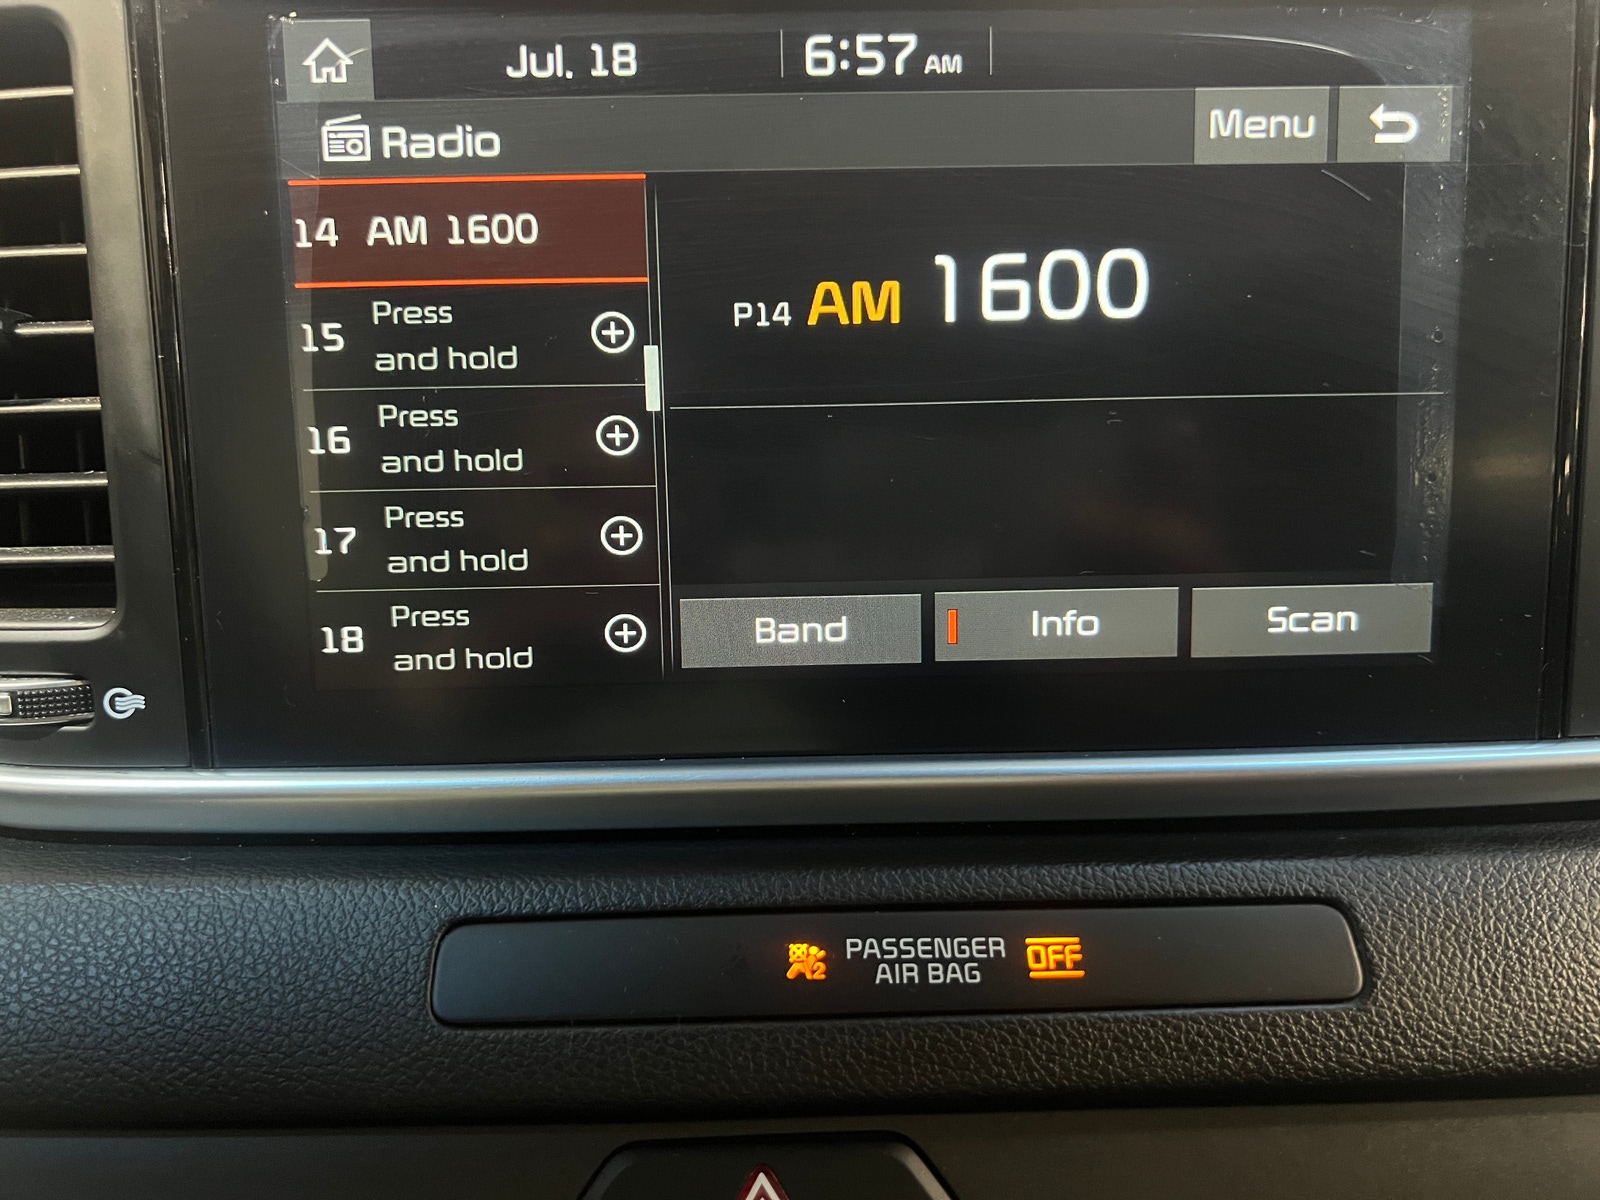 Jul. 18
6:57 AM
Radio
Menu
14 AM 1600
15 Press
and hold
16 Press
and hold
17 Press
and hold
18 Press
and hold
P14 AM 1600
Band
Info
Scan
2 PASSENGER
AIR BAG
OFF